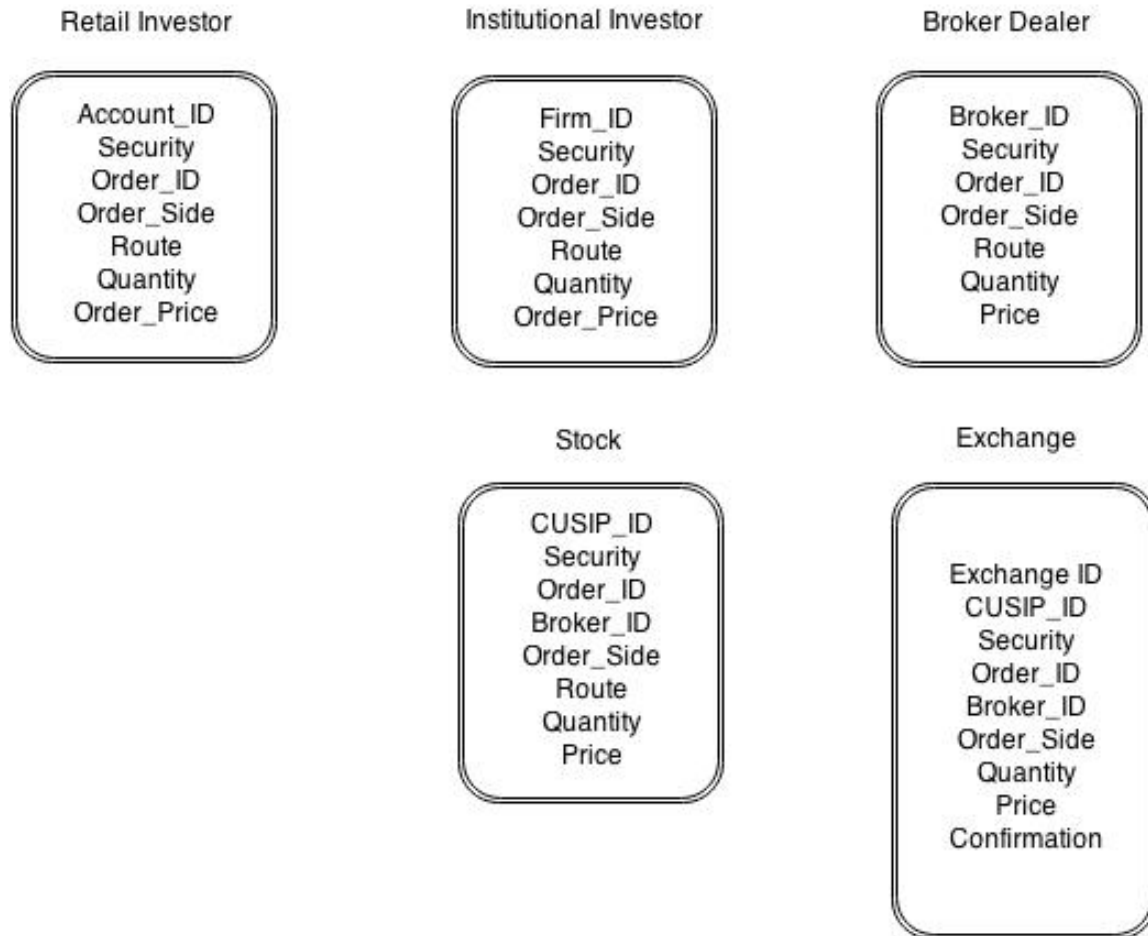 Retail Investor
Account_ID
Security
Order_ID
Order_Side
Route
Quantity
Order_Price
Institutional Investor
Firm_ID
Security
Order_ID
Order_Side
Route
Quantity
Order_Price
Broker Dealer
Broker_ID
Security
Order_ID
Order_Side
Route
Quantity
Price
Stock
CUSIP_ID
Security
Order_ID
Broker_ID
Order_Side
Route
Quantity
Price
Exchange
Exchange ID
CUSIP_ID
Security
Order_ID
Broker_ID
Order_Side
Quantity
Price
Confirmation